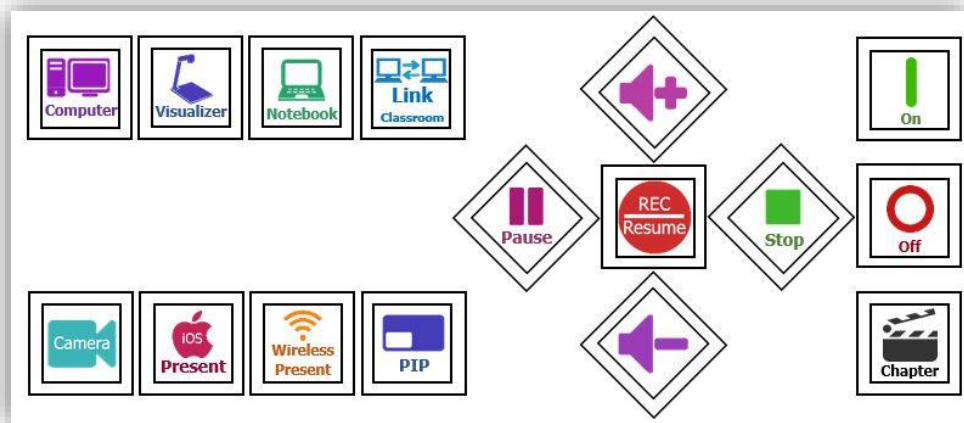 Computer
Visualizer
Notebook
Link
Classroom
On
Pause
REC
Resume
Stop
Off
Camera
iOS
Present
Wireless
Present
PIP
Chapter